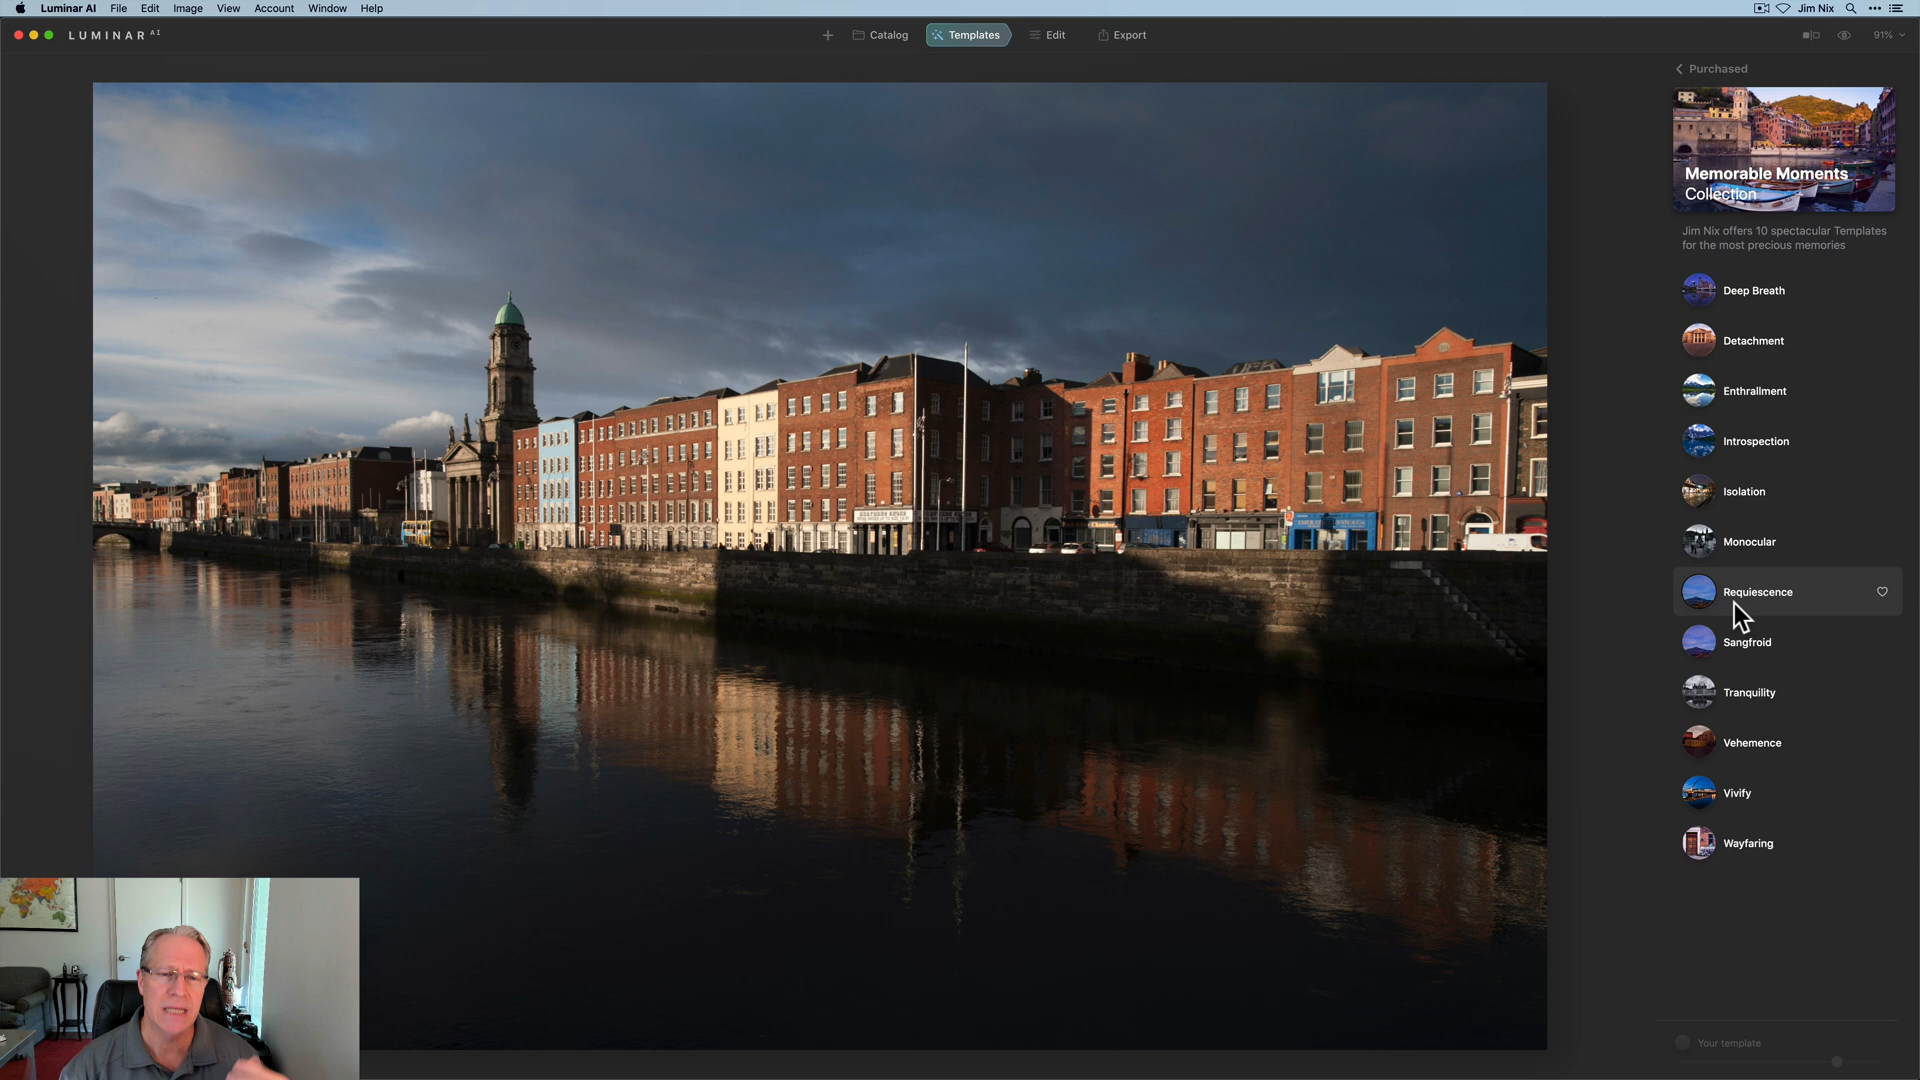 Luminar AI File Edit Image View Account Window Help Jim Nix
LUMINAR AI
Catalog Templates Edit Export 91%
Purchased
Memorable Moments
Collection
Jim Nix offers 10 spectacular Templates
for the most precious memories
Deep Breath
Detachment
Enthrallment
Introspection
Isolation
Monocular
Requiescence
Sangfroid
Tranquility
Vehemence
Vivify
Wayfaring
Your template